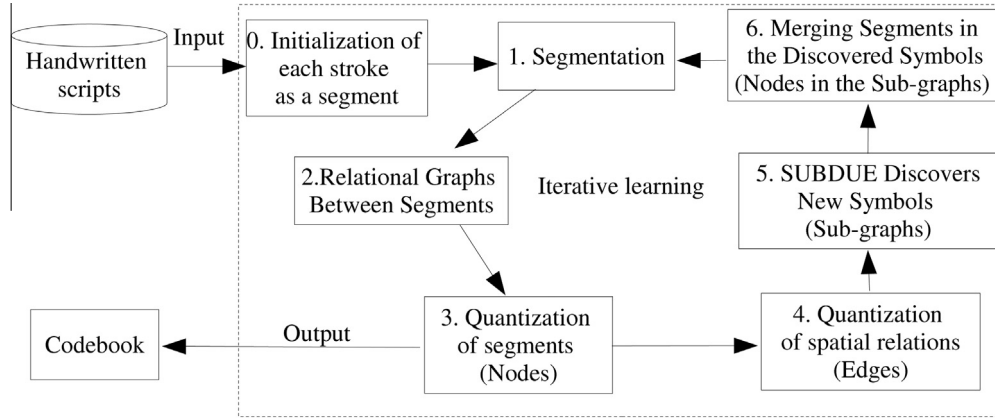 Handwritten
scripts
Input
0. Initialization of
each stroke
as a segment
1. Segmentation
6. Merging Segments in
the Discovered Symbols
(Nodes in the Sub-graphs)
2.Relational Graphs
Between Segments
Iterative learning
5. SUBDUE Discovers
New Symbols
(Sub-graphs)
Codebook
Output
3. Quantization
of segments
(Nodes)
4. Quantization
of spatial relations
(Edges)